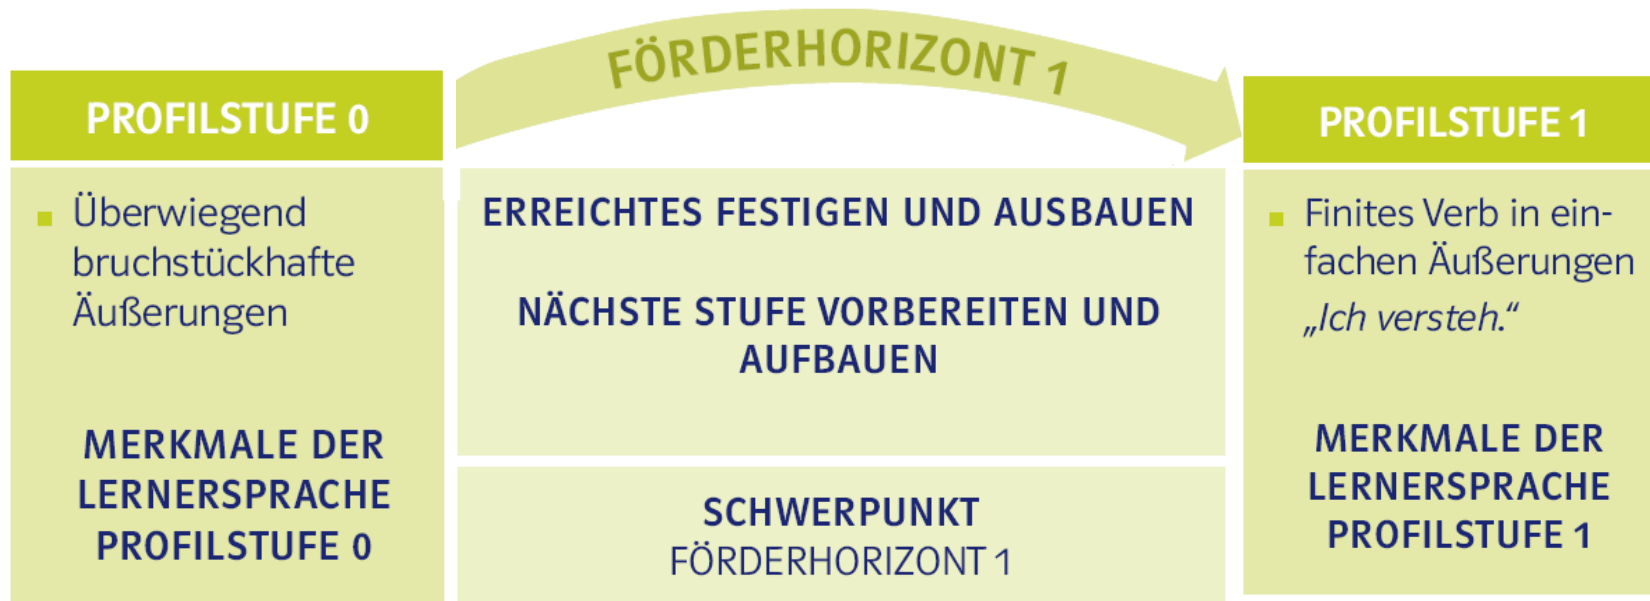 FÖRDERHORIZONT 1
PROFILSTUFE 0
Überwiegend
bruchstückhafte
Äußerungen
MERKMALE DER
LERNERSPRACHE
PROFILSTUFE 0
ERREICHTES FESTIGEN UND AUSBAUEN
NÄCHSTE STUFE VORBEREITEN UND
AUFBAUEN
SCHWERPUNKT
FÖRDERHORIZONT 1
PROFILSTUFE 1
Finites Verb in ein-
fachen Äußerungen
„Ich versteh.“
MERKMALE DER
LERNERSPRACHE
PROFILSTUFE 1